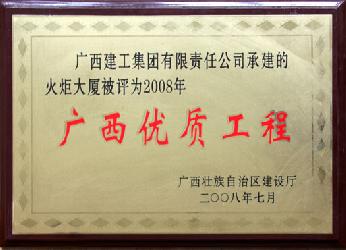 广西建工集团有限责任公司承建的
火炬大厦被评为2008年
广西优质工程
广西壮族自治区建设厅
二〇〇八年七月